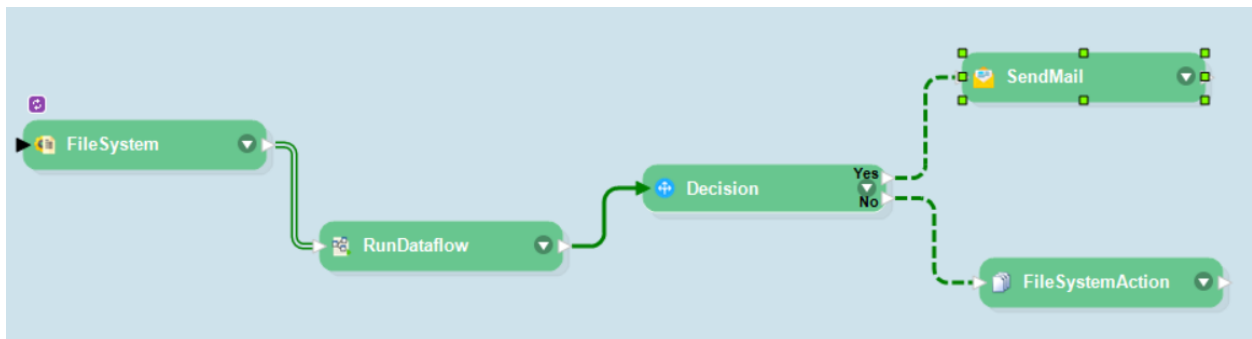 FileSystem
RunDataflow
Decision
Yes
No
SendMail
FileSystemAction